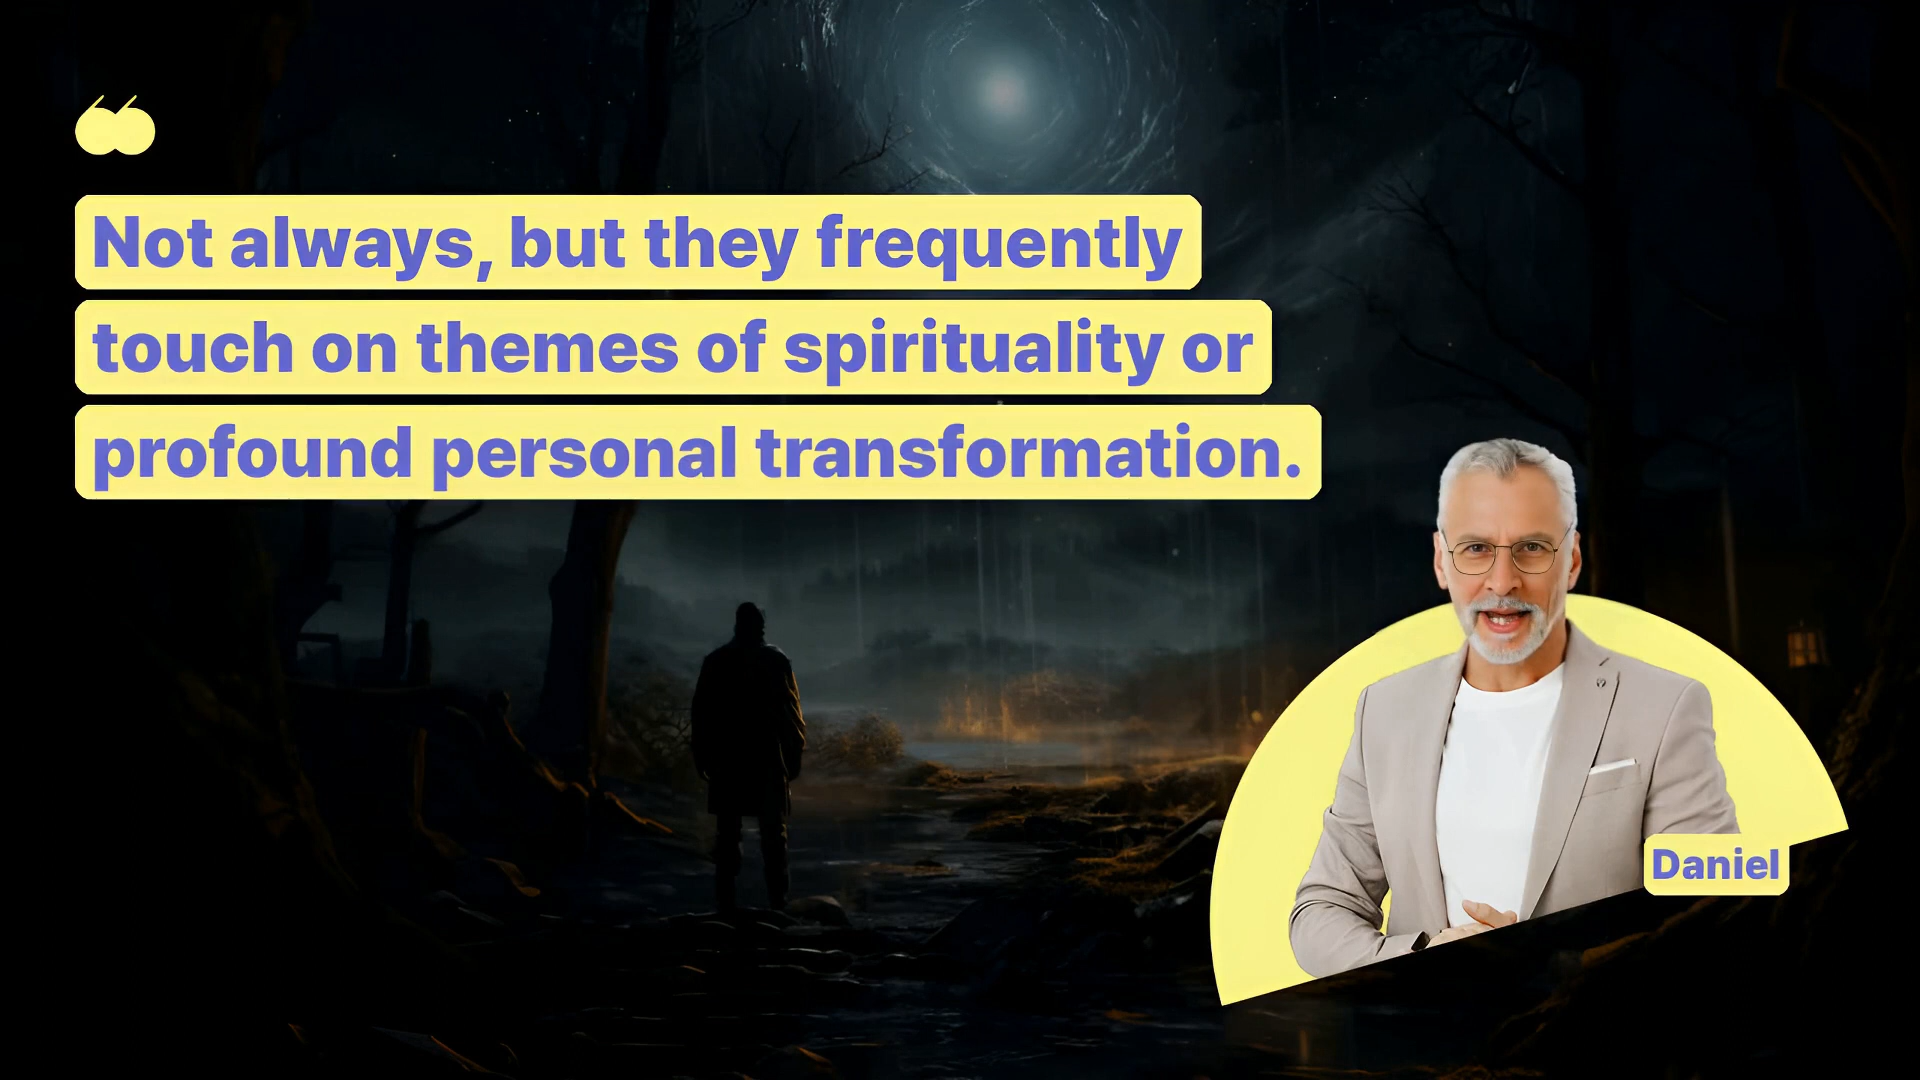 “
Not always, but they frequently
touch on themes of spirituality or
profound personal transformation.
Daniel